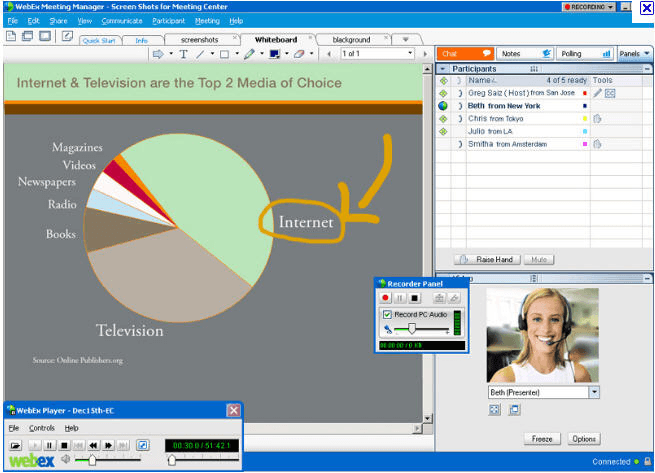 WebEx Meeting Manager - Screen Shots for Meeting Center
RECORDING
File Edit Share View Communicate Participant Meeting Help
Quick Start Info screenshots Whiteboard background
T 1 of 1
Chat Notes Polling Panels
Internet & Television are the Top 2 Media of Choice
Magazines
Videos
Newspapers
Radio
Books
Internet
Television
Source: Online Publishers.org
Participants
Name 4 of 5 ready Tools
Greg Saiz (Host) from San Jose
Beth from New York
Chris from Tokyo
Julio from LA
Smitha from Amsterdam
Raise Hand Mute
Recorder Panel
Record PC Audio
- +
00:00:00 / 0 KB
Beth (Presenter)
Freeze Options
Connected
WebEx Player - Dec15th-EC
File Controls Help
00:30.0 / 51:42.1
webex